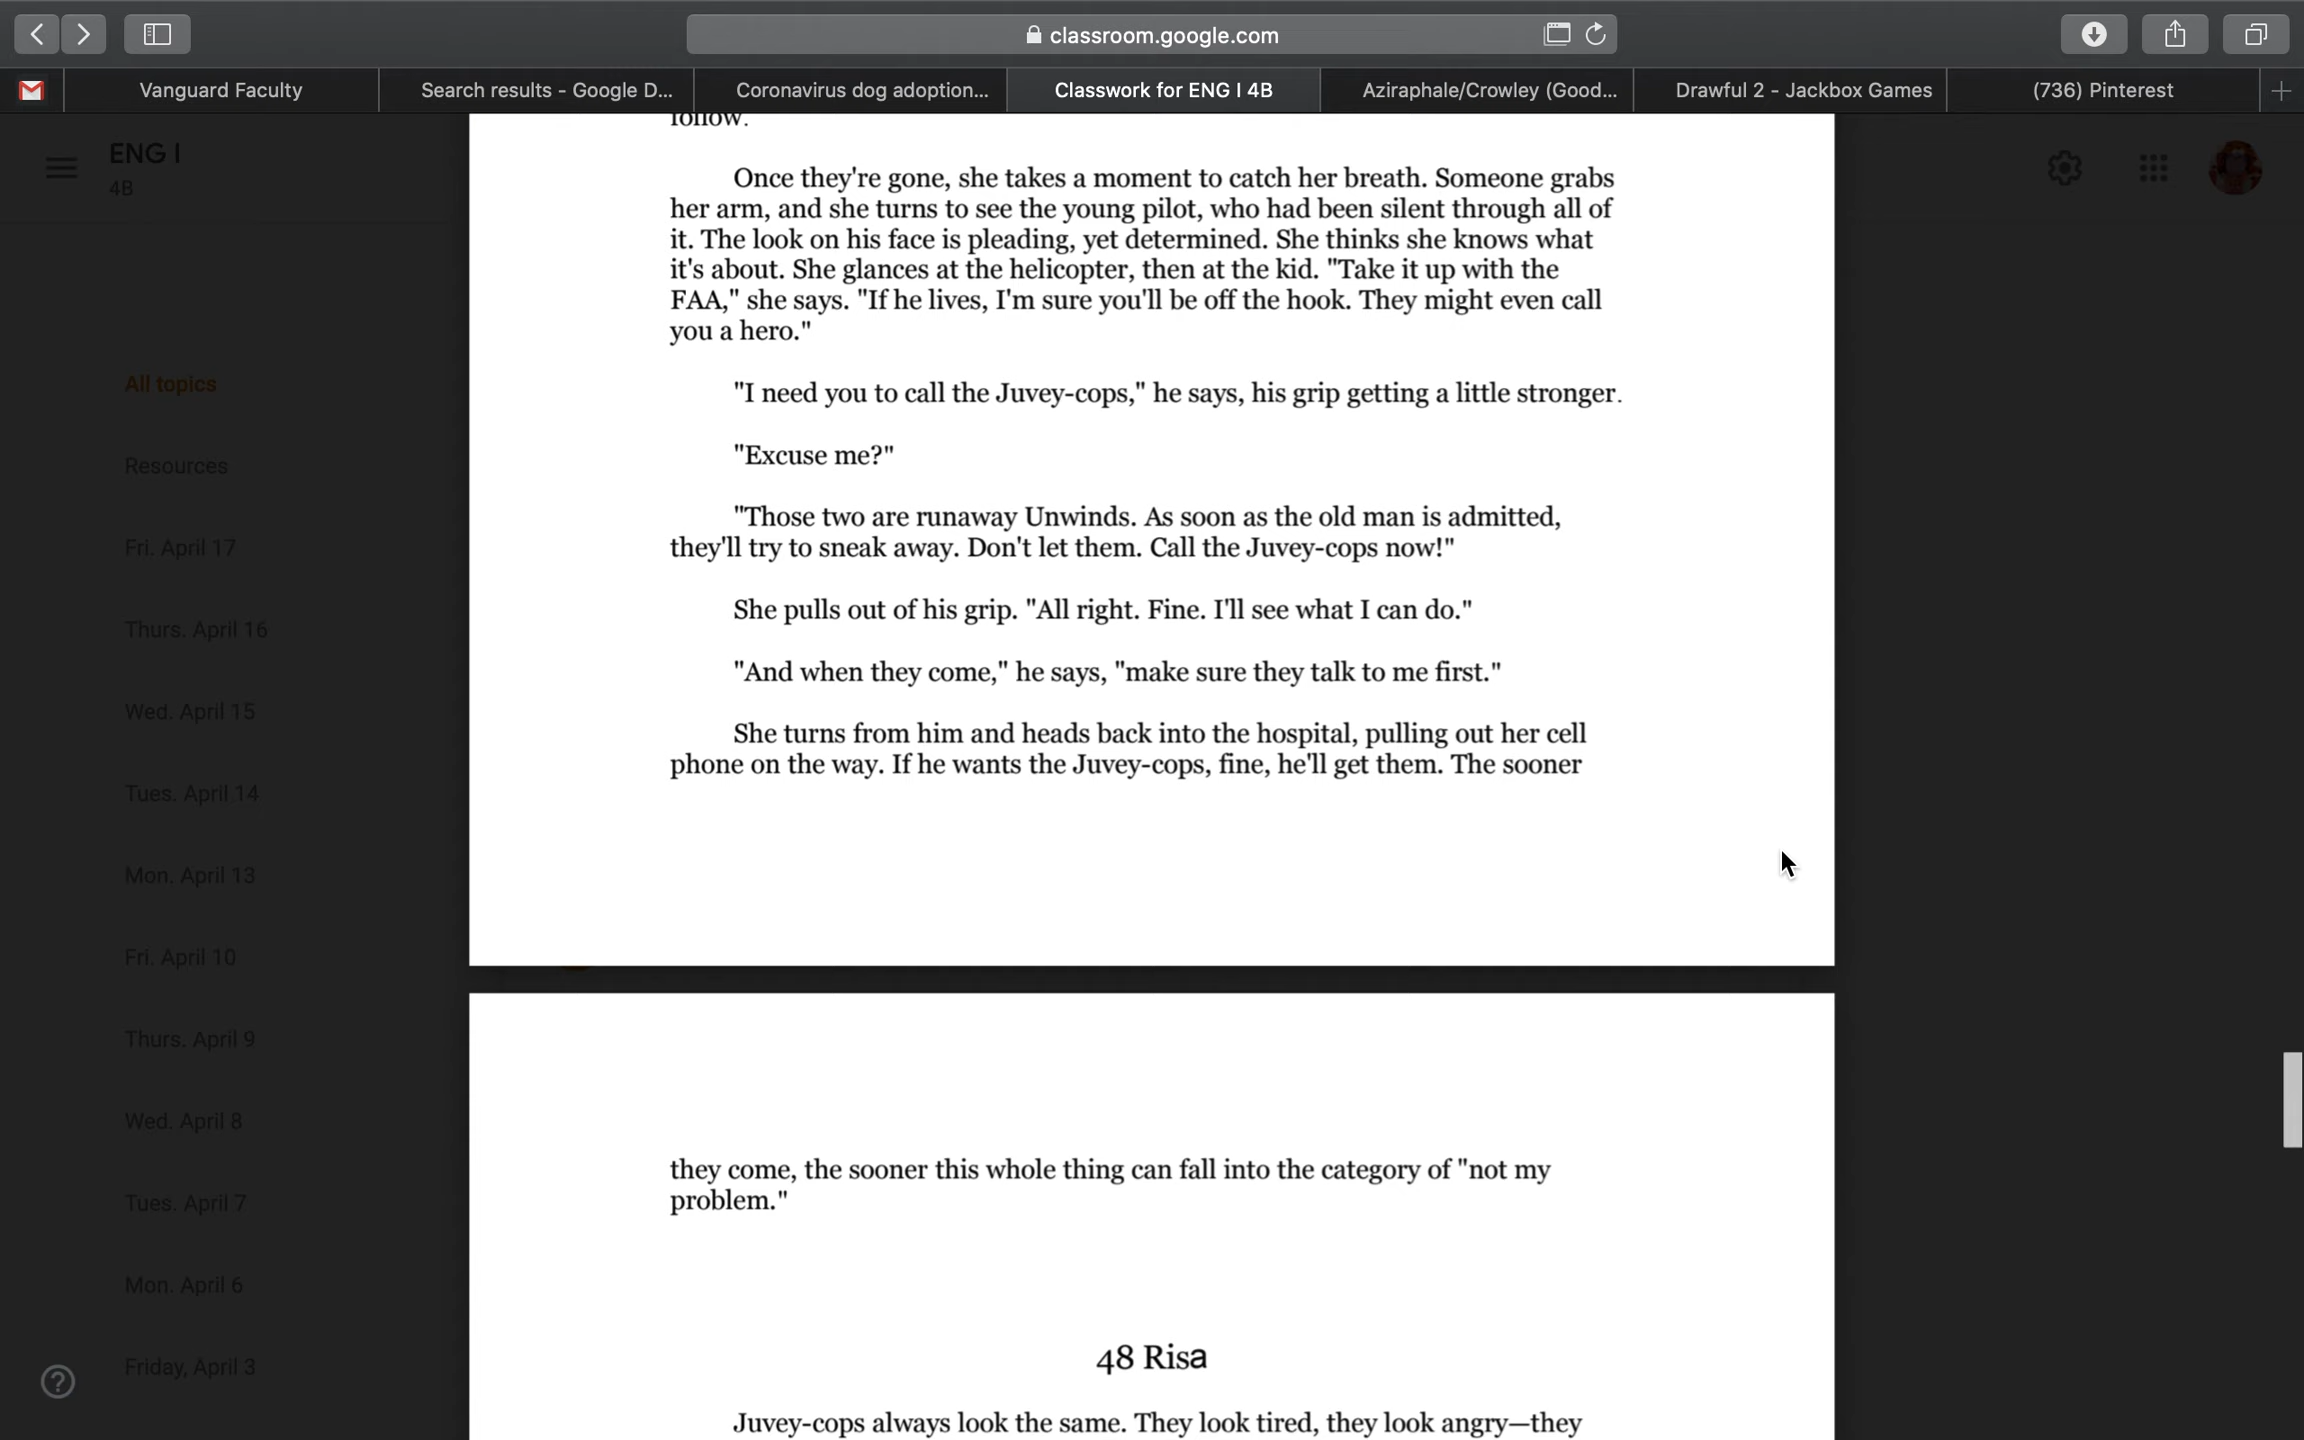 classroom.google.com
Vanguard Faculty
Search results - Google D...
Coronavirus dog adoption...
Classwork for ENG I 4B
Aziraphale/Crowley (Good...
Drawful 2 - Jackbox Games
(736) Pinterest
ENG I
4B
All topics
Resources
Fri. April 17
Thurs. April 16
Wed. April 15
Tues. April 14
Mon. April 13
Fri. April 10
Thurs. April 9
Wed. April 8
Tues. April 7
Mon. April 6
Friday, April 3
follow.
Once they're gone, she takes a moment to catch her breath. Someone grabs
her arm, and she turns to see the young pilot, who had been silent through all of
it. The look on his face is pleading, yet determined. She thinks she knows what
it's about. She glances at the helicopter, then at the kid. "Take it up with the
FAA," she says. "If he lives, I'm sure you'll be off the hook. They might even call
you a hero."
"I need you to call the Juvey-cops," he says, his grip getting a little stronger.
"Excuse me?"
"Those two are runaway Unwinds. As soon as the old man is admitted,
they'll try to sneak away. Don't let them. Call the Juvey-cops now!"
She pulls out of his grip. "All right. Fine. I'll see what I can do."
"And when they come," he says, "make sure they talk to me first."
She turns from him and heads back into the hospital, pulling out her cell
phone on the way. If he wants the Juvey-cops, fine, he'll get them. The sooner
they come, the sooner this whole thing can fall into the category of "not my
problem."
48 Risa
Juvey-cops always look the same. They look tired, they look angry—they